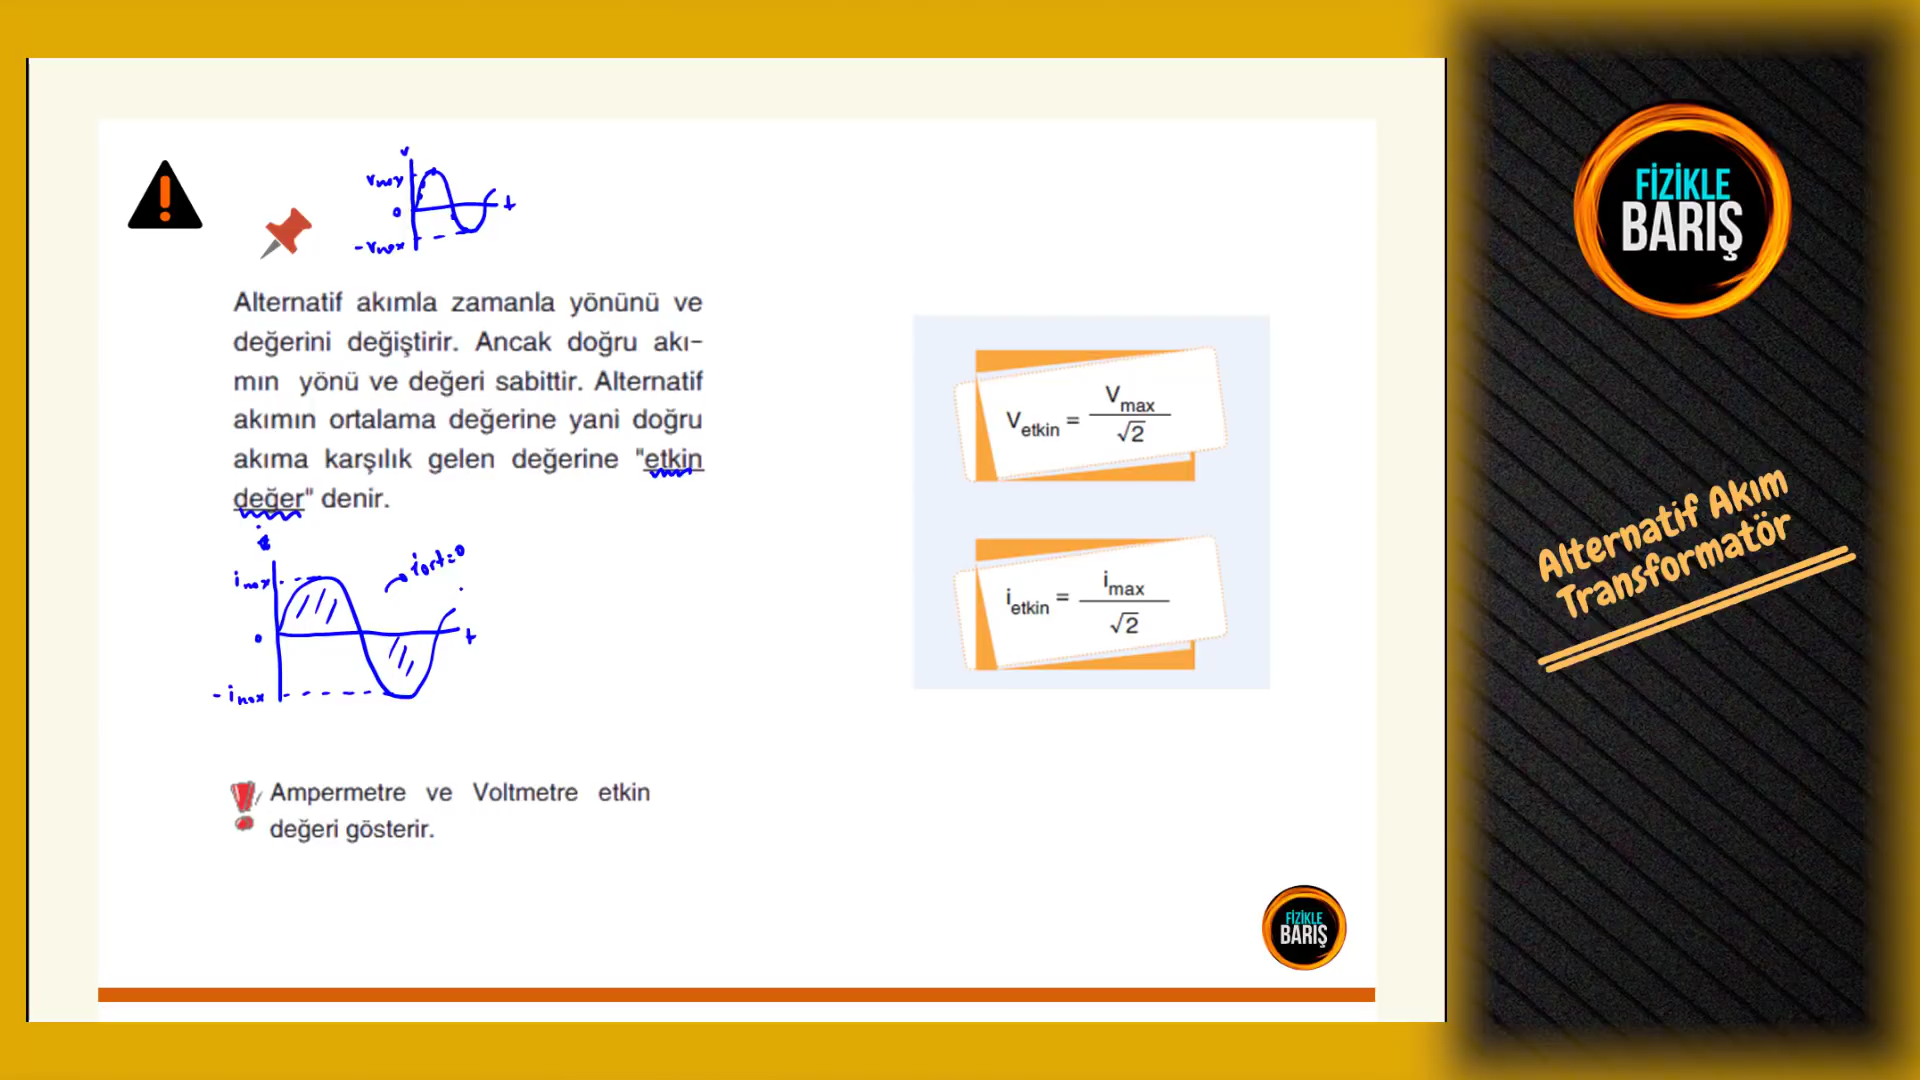 v
vmax
0
t
-vmax
Alternatif akımla zamanla yönünü ve
değerini değiştirir. Ancak doğru akı-
mın yönü ve değeri sabittir. Alternatif
akımın ortalama değerine yani doğru
akıma karşılık gelen değerine "etkin
değer" denir.
i
imax
iort=0
0
t
-imax
Ampermetre ve Voltmetre etkin
değeri gösterir.
Vetkin = Vmax / √2
ietkin = imax / √2
FİZİKLE
BARIŞ
FİZİKLE
BARIŞ
Alternatif Akım
Transformatör